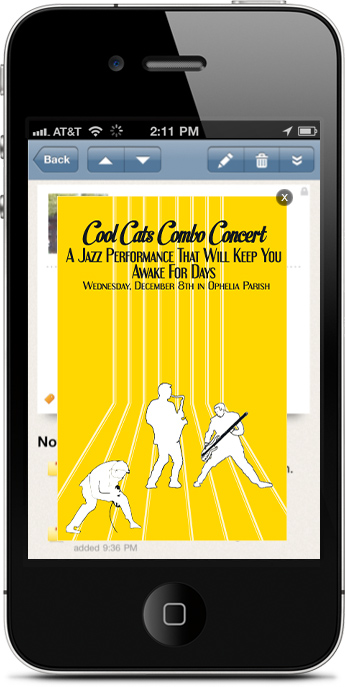 AT&T 2:11 PM
Back
X
Cool Cats Combo Concert
A Jazz Performance That Will Keep You
Awake For Days
Wednesday, December 8th in Ophelia Parish
No
added 9:36 PM